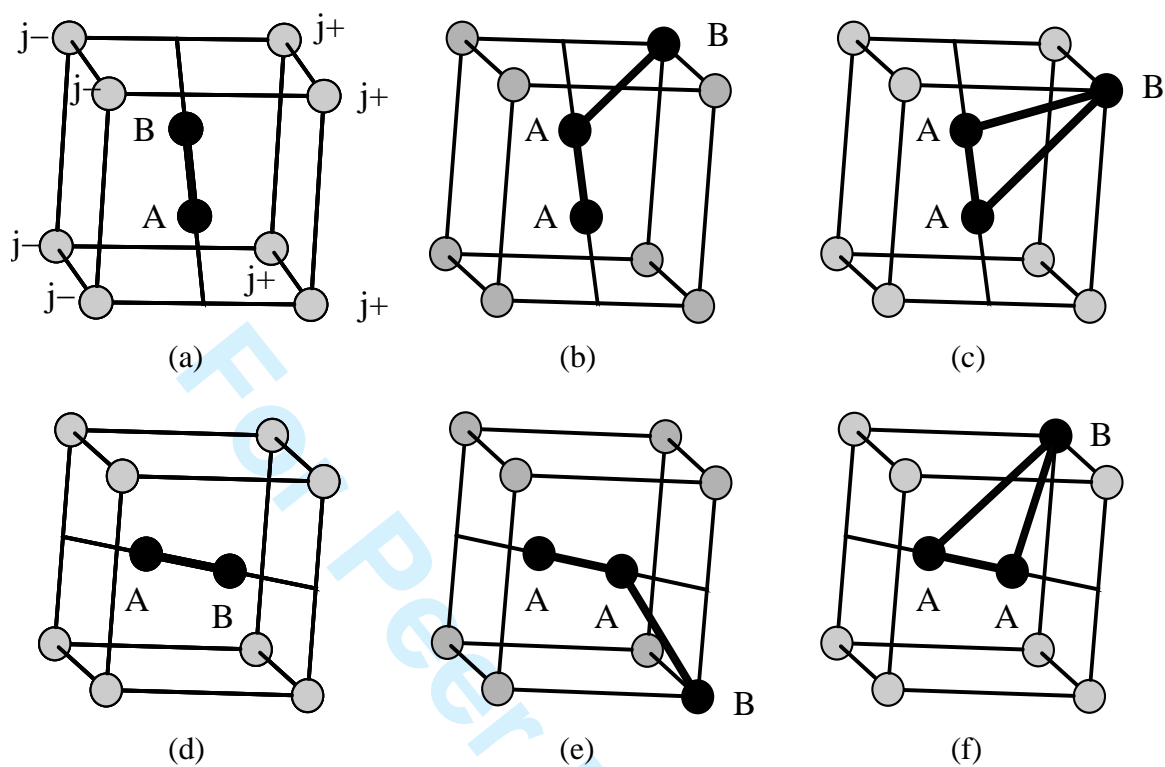 j– j+ B
j– j+ B
B A A
A A A
j– j+
j– j+
(a) (b) (c)
B
A B A A A A
B
(d) (e) (f)
For Peer